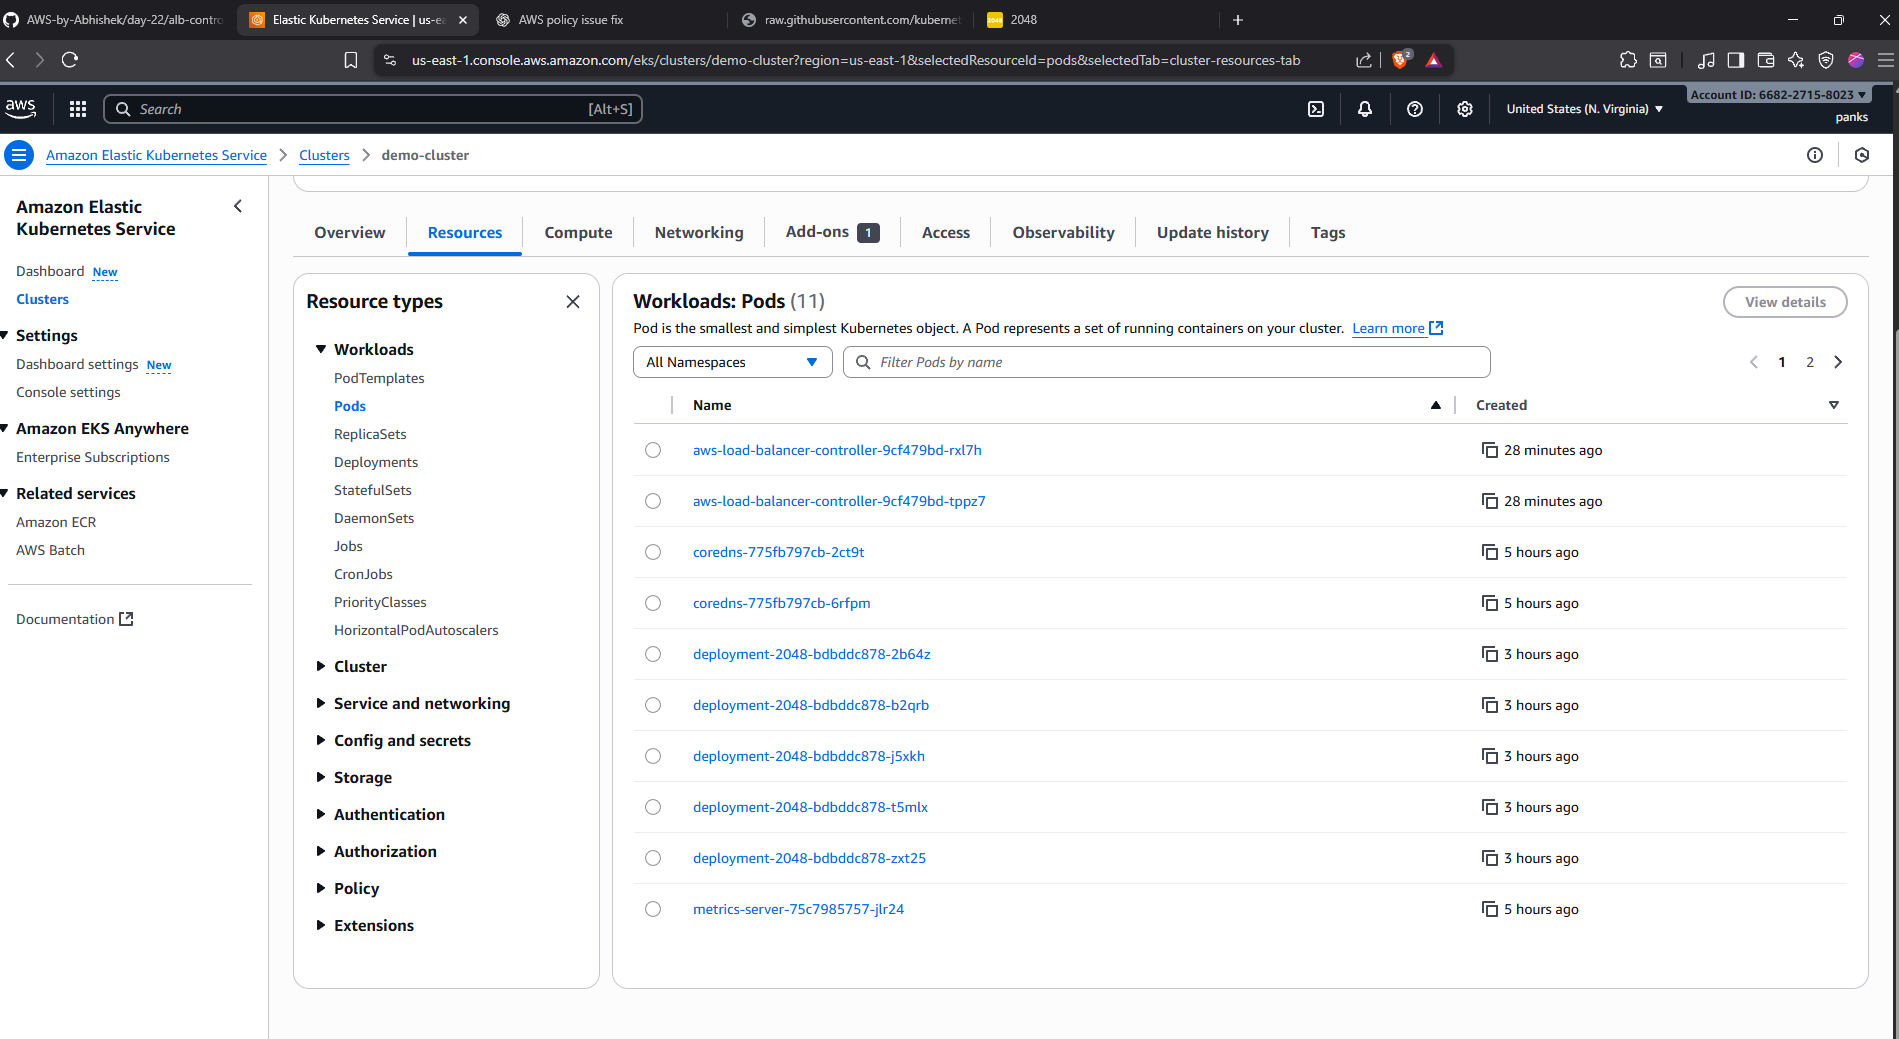 AWS-by-Abhishek/day-22/alb-contro
Elastic Kubernetes Service | us-ea
AWS policy issue fix
raw.githubusercontent.com/kubernet
2048
2048
us-east-1.console.aws.amazon.com/eks/clusters/demo-cluster?region=us-east-1&selectedResourceId=pods&selectedTab=cluster-resources-tab
2
aws
Search
[Alt+S]
United States (N. Virginia)
Account ID: 6682-2715-8023
panks
Amazon Elastic Kubernetes Service
Clusters
demo-cluster
Amazon Elastic
Kubernetes Service
Dashboard New
Clusters
Settings
Dashboard settings New
Console settings
Amazon EKS Anywhere
Enterprise Subscriptions
Related services
Amazon ECR
AWS Batch
Documentation
Overview
Resources
Compute
Networking
Add-ons 1
Access
Observability
Update history
Tags
Resource types
Workloads
PodTemplates
Pods
ReplicaSets
Deployments
StatefulSets
DaemonSets
Jobs
CronJobs
PriorityClasses
HorizontalPodAutoscalers
Cluster
Service and networking
Config and secrets
Storage
Authentication
Authorization
Policy
Extensions
Workloads: Pods (11)
View details
Pod is the smallest and simplest Kubernetes object. A Pod represents a set of running containers on your cluster. Learn more
All Namespaces
Filter Pods by name
1 2
Name Created
aws-load-balancer-controller-9cf479bd-rxl7h 28 minutes ago
aws-load-balancer-controller-9cf479bd-tppz7 28 minutes ago
coredns-775fb797cb-2ct9t 5 hours ago
coredns-775fb797cb-6rfpm 5 hours ago
deployment-2048-bdbddc878-2b64z 3 hours ago
deployment-2048-bdbddc878-b2qrb 3 hours ago
deployment-2048-bdbddc878-j5xkh 3 hours ago
deployment-2048-bdbddc878-t5mlx 3 hours ago
deployment-2048-bdbddc878-zxt25 3 hours ago
metrics-server-75c7985757-jlr24 5 hours ago